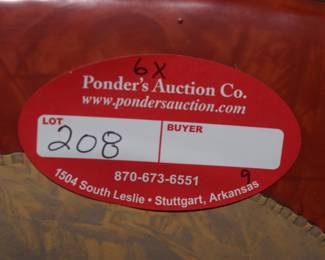 6X
Ponder's Auction Co.
www.pondersauction.com
LOT BUYER
208
870-673-6551
9
1504 South Leslie • Stuttgart, Arkansas